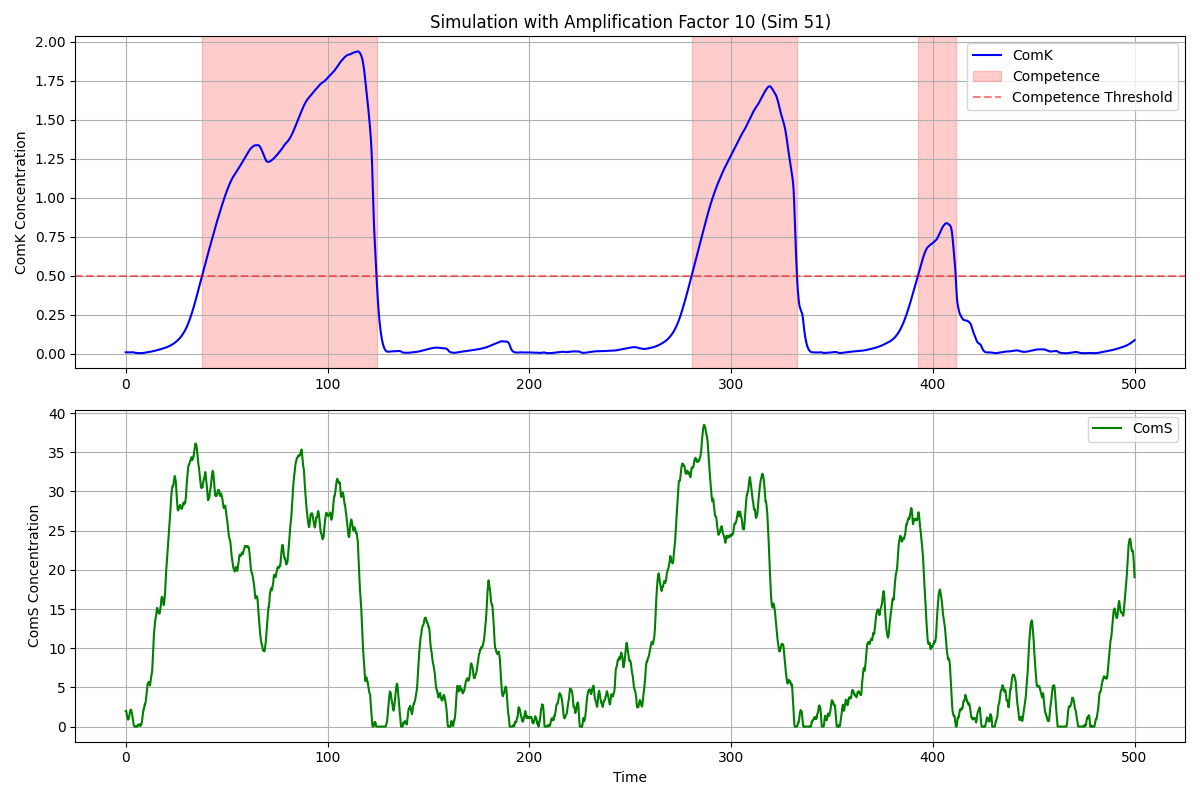 Simulation with Amplification Factor 10 (Sim 51)
ComK Concentration
2.00
1.75
1.50
1.25
1.00
0.75
0.50
0.25
0.00
ComK
Competence
Competence Threshold
0 100 200 300 400 500
ComS Concentration
40
35
30
25
20
15
10
5
0
ComS
0 100 200 300 400 500
Time